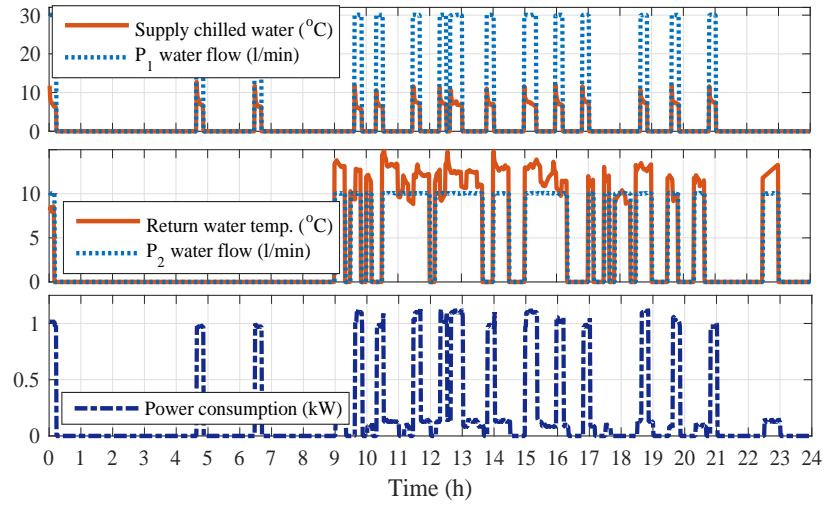 30
20
10
0
Supply chilled water (°C)
P1 water flow (l/min)
10
5
0
Return water temp. (°C)
P2 water flow (l/min)
1
0.5
0
Power consumption (kW)
0 1 2 3 4 5 6 7 8 9 10 11 12 13 14 15 16 17 18 19 20 21 22 23 24
Time (h)